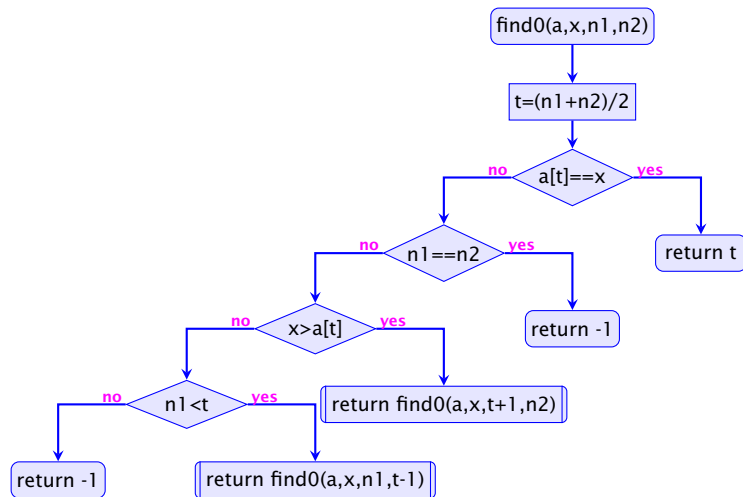 find0(a,x,n1,n2)
t=(n1+n2)/2
a[t]==x
no
yes
return t
n1==n2
no
yes
return -1
x>a[t]
no
yes
return find0(a,x,t+1,n2)
n1<t
no
yes
return -1
return find0(a,x,n1,t-1)